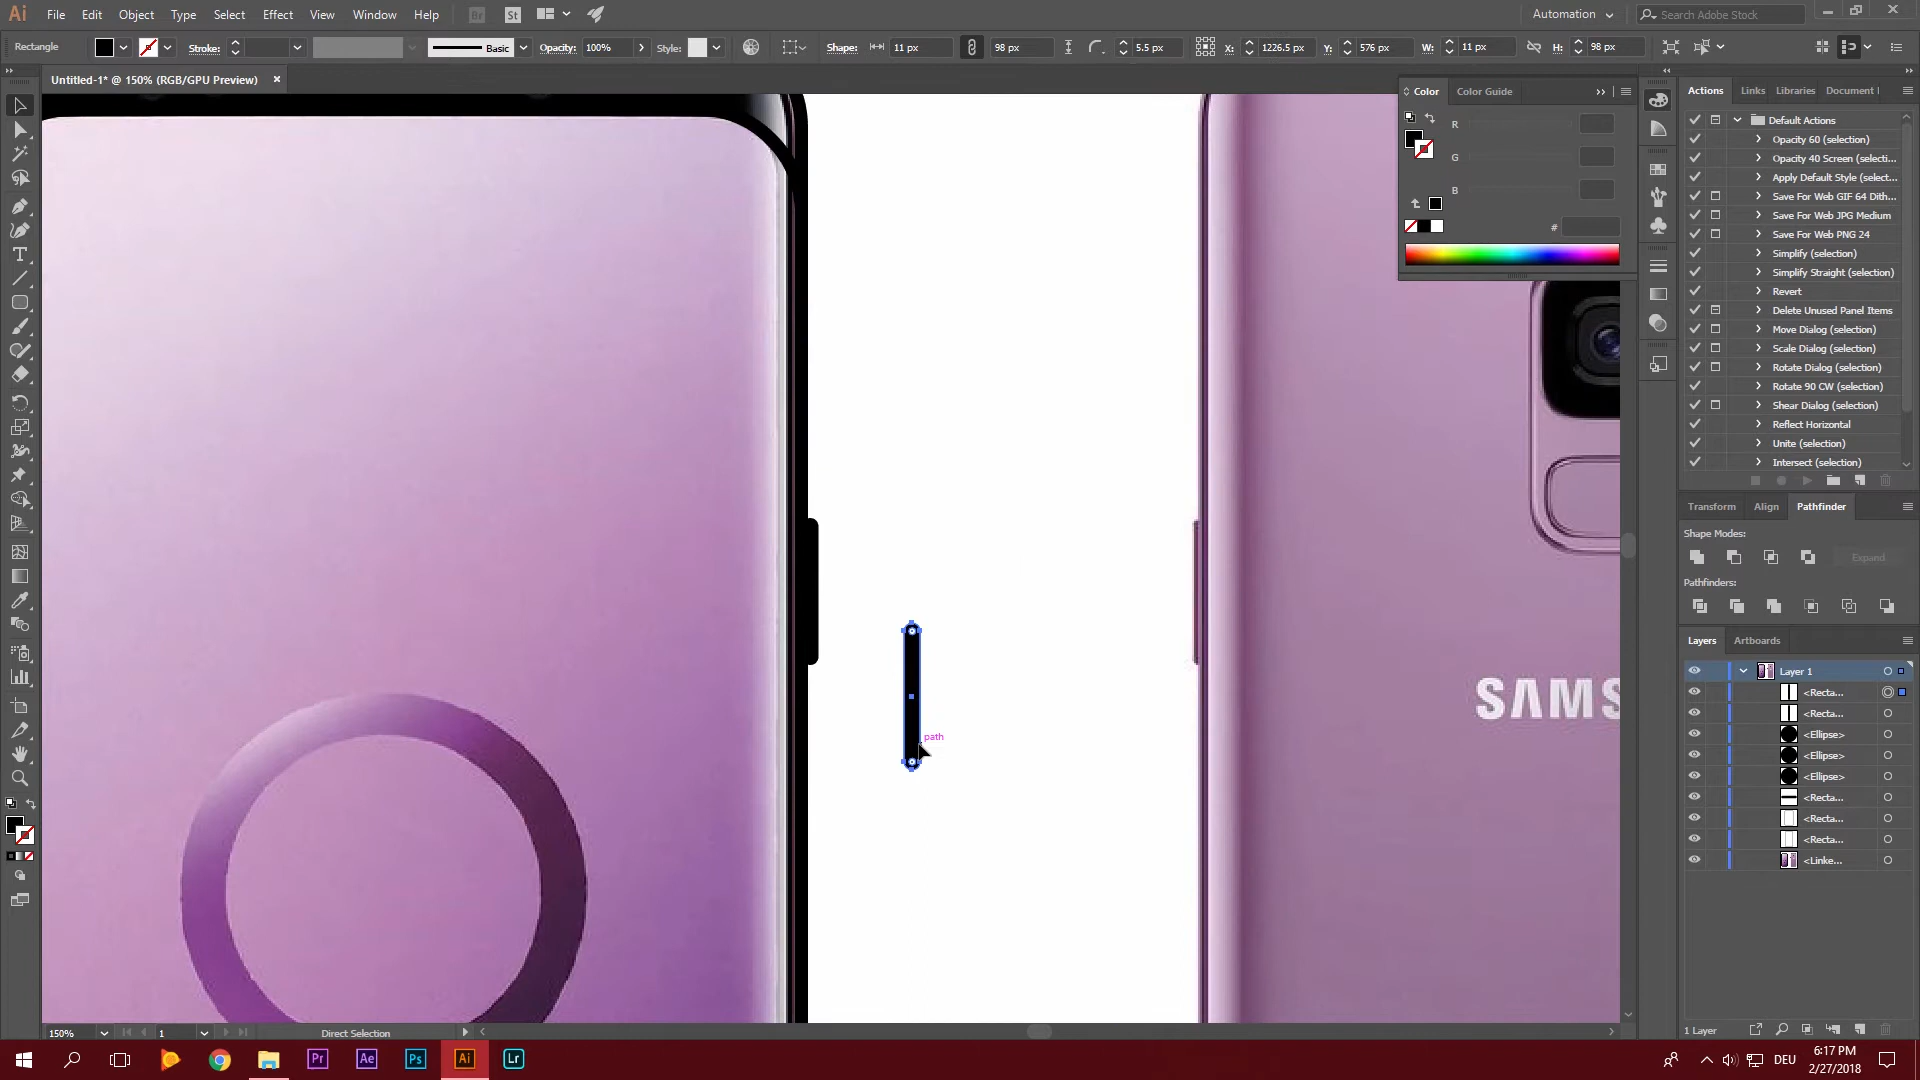 Ai File Edit Object Type Select Effect View Window Help Br St Automation Search Adobe Stock
Rectangle Stroke: Basic Opacity: 100% Style: Shape: 11 px 98 px 5.5 px X: 1226.5 px Y: 576 px W: 11 px H: 98 px
Untitled-1* @ 150% (RGB/GPU Preview)
Color Color Guide
R
G
B
#
Actions Links Libraries Document I
Default Actions
Opacity 60 (selection)
Opacity 40 Screen (selecti...
Apply Default Style (select...
Save For Web GIF 64 Dith...
Save For Web JPG Medium
Save For Web PNG 24
Simplify (selection)
Simplify Straight (selection)
Revert
Delete Unused Panel Items
Move Dialog (selection)
Scale Dialog (selection)
Rotate Dialog (selection)
Rotate 90 CW (selection)
Shear Dialog (selection)
Reflect Horizontal
Unite (selection)
Intersect (selection)
Transform Align Pathfinder
Shape Modes:
Expand
Pathfinders:
Layers Artboards
Layer 1
<Recta...
<Recta...
<Ellipse>
<Ellipse>
<Ellipse>
<Recta...
<Recta...
<Recta...
<Linke...
1 Layer
path
SAMS
150% 1 Direct Selection
Pr Ae Ps Ai Lr
DEU
6:17 PM
2/27/2018